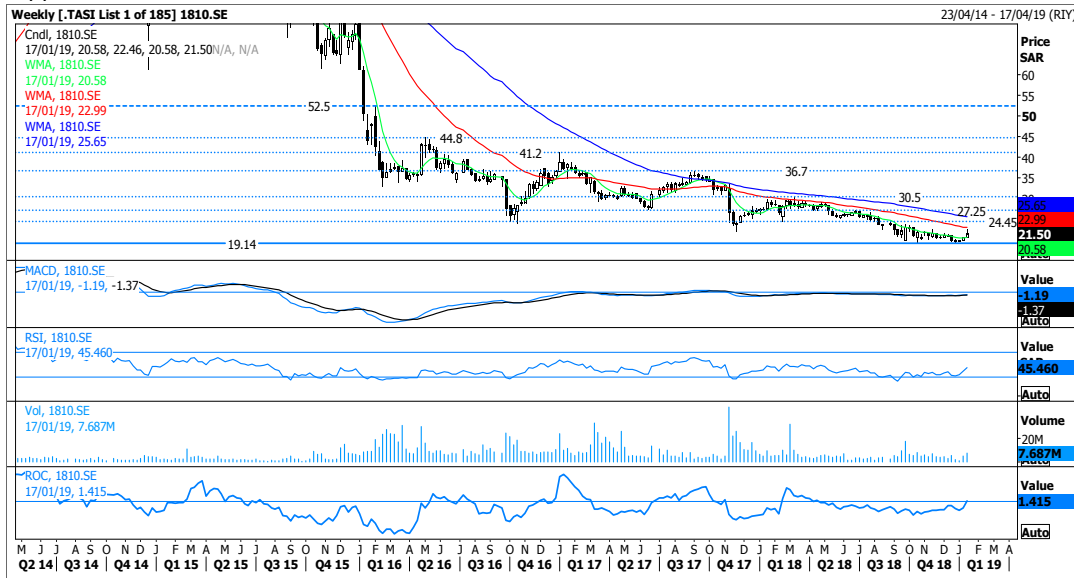 Weekly [.TASI List 1 of 185] 1810.SE
23/04/14 - 17/04/19 (RIY)
Cndl, 1810.SE
17/01/19, 20.58, 22.46, 20.58, 21.50N/A, N/A
WMA, 1810.SE
17/01/19, 20.58
WMA, 1810.SE
17/01/19, 22.99
WMA, 1810.SE
17/01/19, 25.65
Price
SAR
60
55
50
45
40
35
30
25.65
22.99
21.50
20.58
Auto
52.5
44.8
41.2
36.7
30.5
27.25
24.45
19.14
MACD, 1810.SE
17/01/19, -1.19, -1.37
Value
-1.19
-1.37
Auto
RSI, 1810.SE
17/01/19, 45.460
Value
SAR
45.460
Auto
Vol, 1810.SE
17/01/19, 7.687M
Volume
20M
7.687M
Auto
ROC, 1810.SE
17/01/19, 1.415
Value
1.415
Auto
M J J A S O N D J F M A M J J A S O N D J F M A M J J A S O N D J F M A M J J A S O N D J F M A M J J A S O N D J F M A
Q2 14 Q3 14 Q4 14 Q1 15 Q2 15 Q3 15 Q4 15 Q1 16 Q2 16 Q3 16 Q4 16 Q1 17 Q2 17 Q3 17 Q4 17 Q1 18 Q2 18 Q3 18 Q4 18 Q1 19